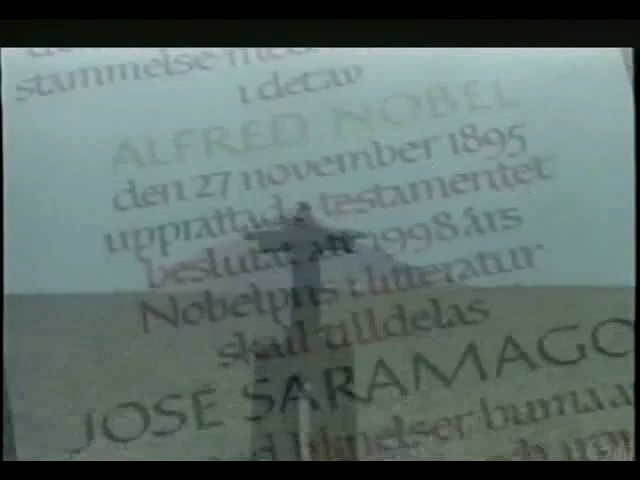 stammelse med
i det av
ALFRED NOBEL
den 27 november 1895
upprättade testamentet
beslutat att 1998 års
Nobelpris i litteratur
skall tilldelas
JOSE SARAMAGO